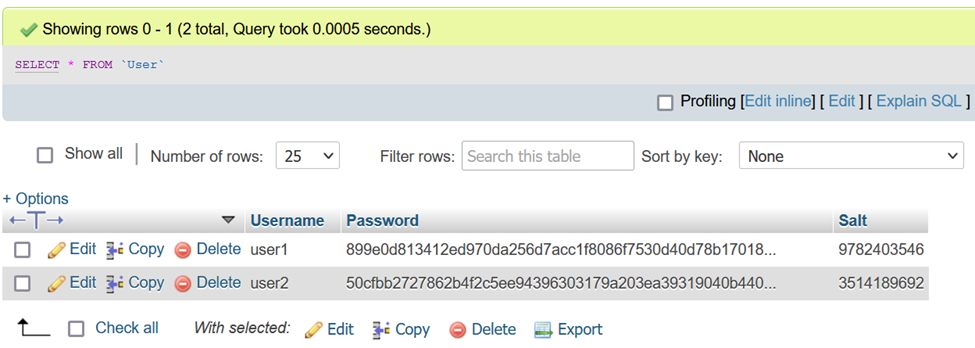 Showing rows 0 - 1 (2 total, Query took 0.0005 seconds.)
SELECT * FROM `User`
Profiling [Edit inline] [ Edit ] [ Explain SQL ]
Show all Number of rows: 25 Filter rows: Search this table Sort by key: None
+ Options
←T→ Username Password Salt
Edit Copy Delete user1 899e0d813412ed970da256d7acc1f8086f7530d40d78b17018... 9782403546
Edit Copy Delete user2 50cfbb2727862b4f2c5ee94396303179a203ea39319040b440... 3514189692
Check all With selected: Edit Copy Delete Export